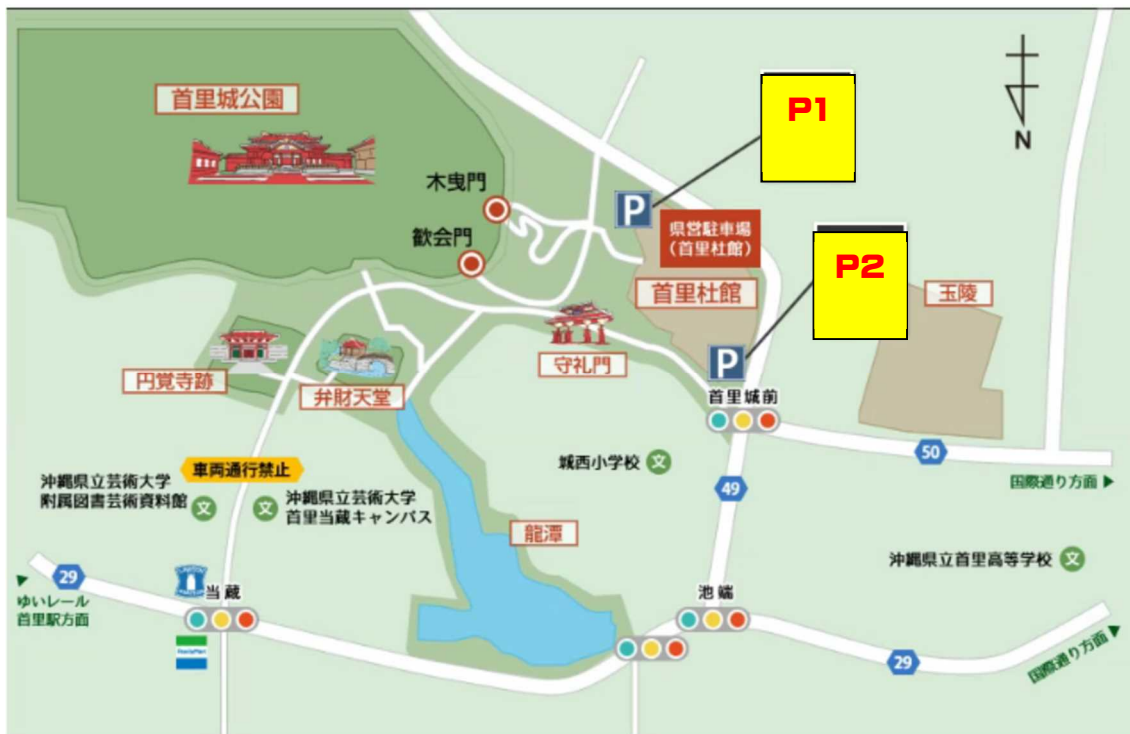 首里城公園
P1
N
木曳門
P
県営駐車場
(首里杜館)
歓会門
P2
首里杜館
玉陵
守礼門
P
円覚寺跡
弁財天堂
首里城前
車両通行禁止
城西小学校
文
50
沖縄県立芸術大学
附属図書芸術資料館
文
文
沖縄県立芸術大学
首里当蔵キャンパス
49
国際通り方面 ▶
龍潭
沖縄県立首里高等学校
文
29
当蔵
池端
ゆいレール
首里駅方面
FamilyMart
29
国際通り方面 ▶